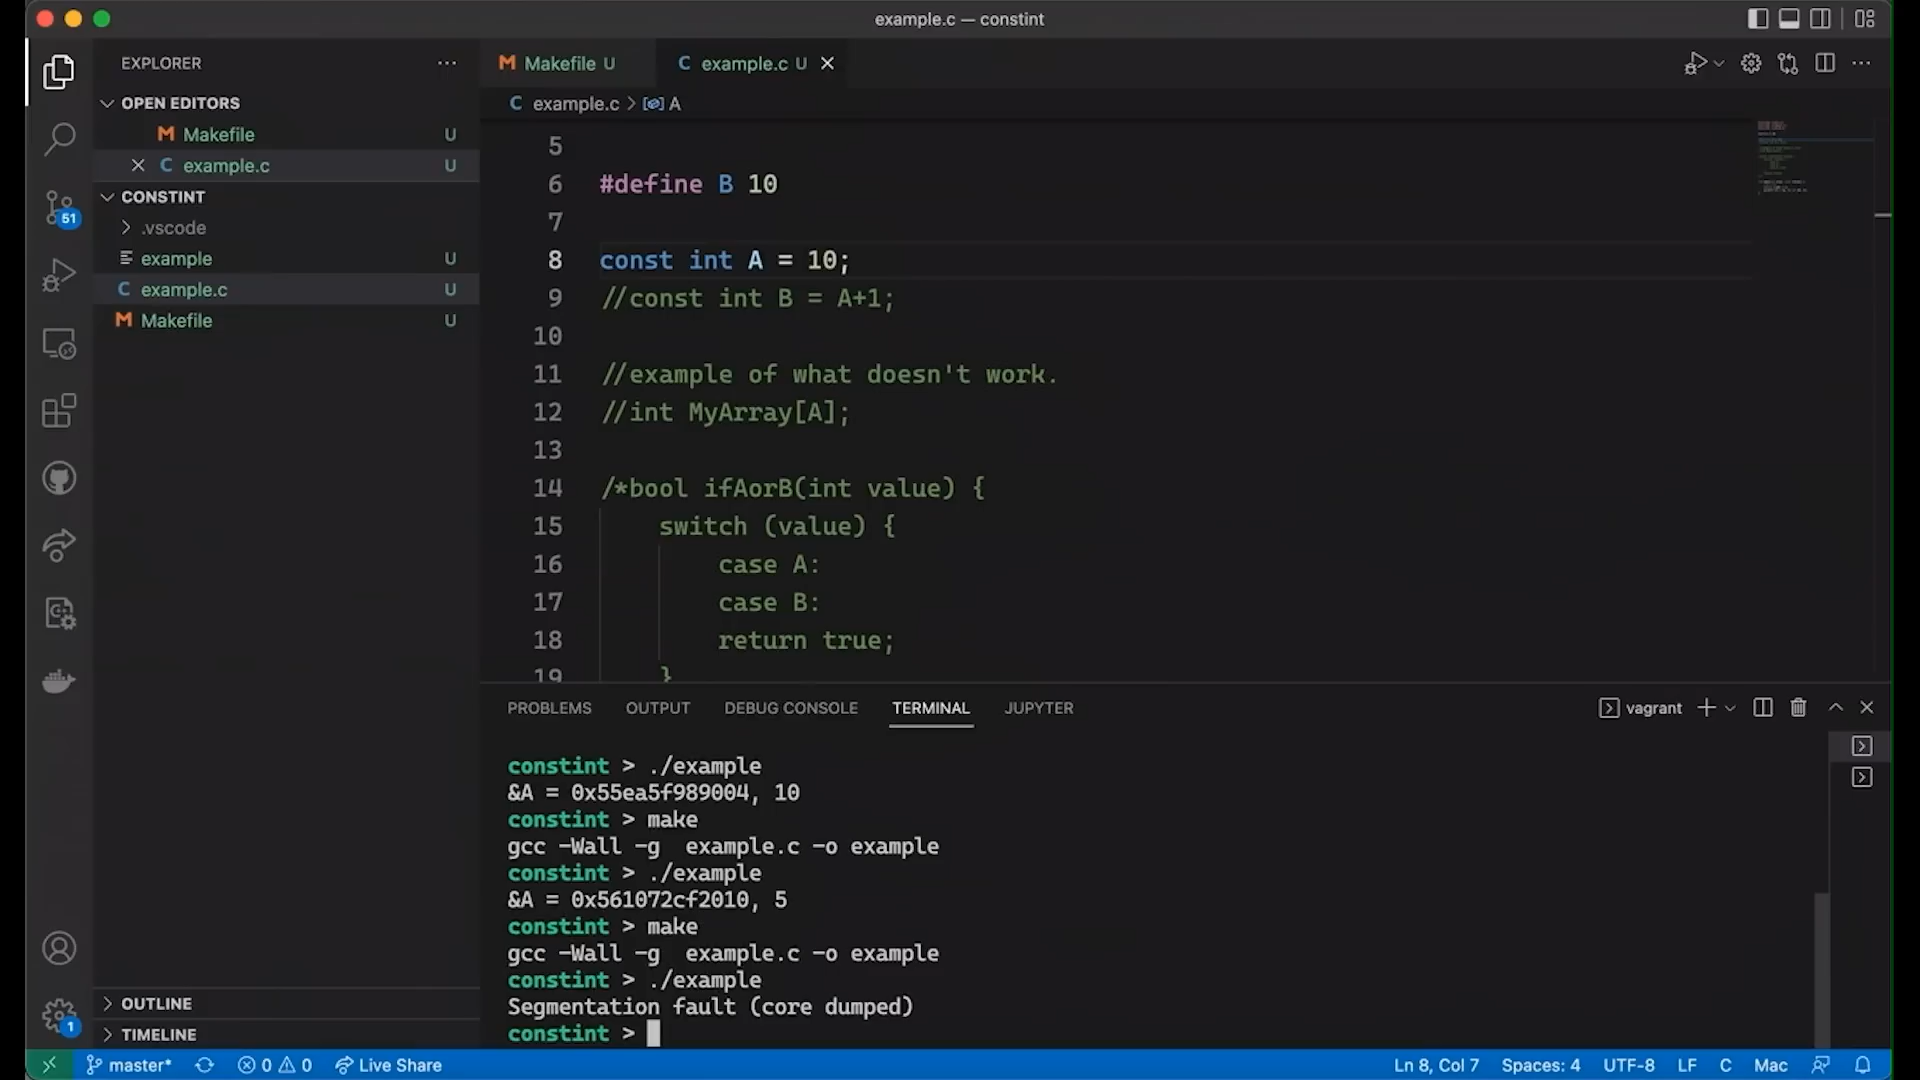 example.c — constint
EXPLORER
OPEN EDITORS
Makefile U
example.c U
CONSTINT
.vscode
example U
example.c U
Makefile U
51
OUTLINE
TIMELINE
1
Makefile U
example.c U
example.c > A
5
6 #define B 10
7
8 const int A = 10;
9 //const int B = A+1;
10
11 //example of what doesn't work.
12 //int MyArray[A];
13
14 /*bool ifAorB(int value) {
15 switch (value) {
16 case A:
17 case B:
18 return true;
19 }
PROBLEMS OUTPUT DEBUG CONSOLE TERMINAL JUPYTER vagrant
constint > ./example
&A = 0x55ea5f989004, 10
constint > make
gcc -Wall -g  example.c -o example
constint > ./example
&A = 0x561072cf2010, 5
constint > make
gcc -Wall -g  example.c -o example
constint > ./example
Segmentation fault (core dumped)
constint >
master* 0 0 Live Share Ln 8, Col 7 Spaces: 4 UTF-8 LF C Mac